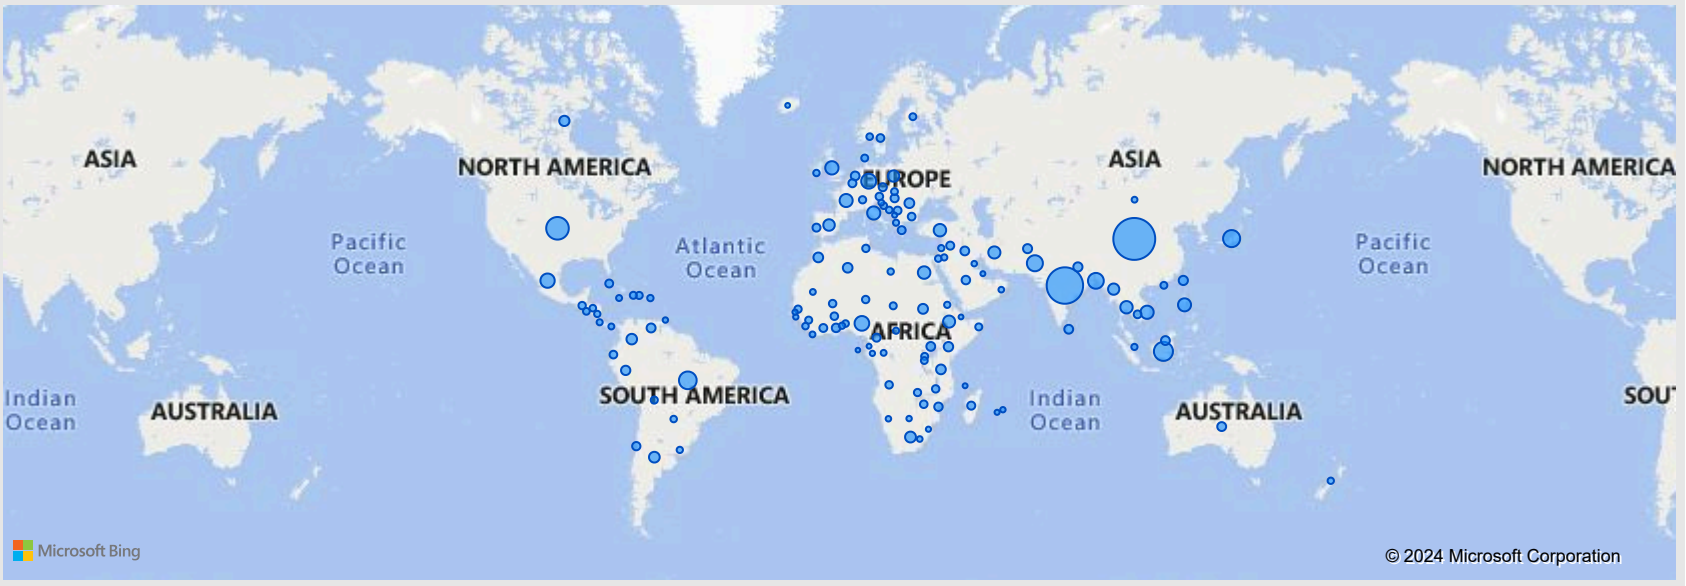 ASIA
NORTH AMERICA
EUROPE
ASIA
NORTH AMERICA
Pacific
Ocean
Atlantic
Ocean
Pacific
Ocean
AFRICA
Indian
Ocean
AUSTRALIA
SOUTH AMERICA
Indian
Ocean
AUSTRALIA
SOUT
Microsoft Bing
© 2024 Microsoft Corporation